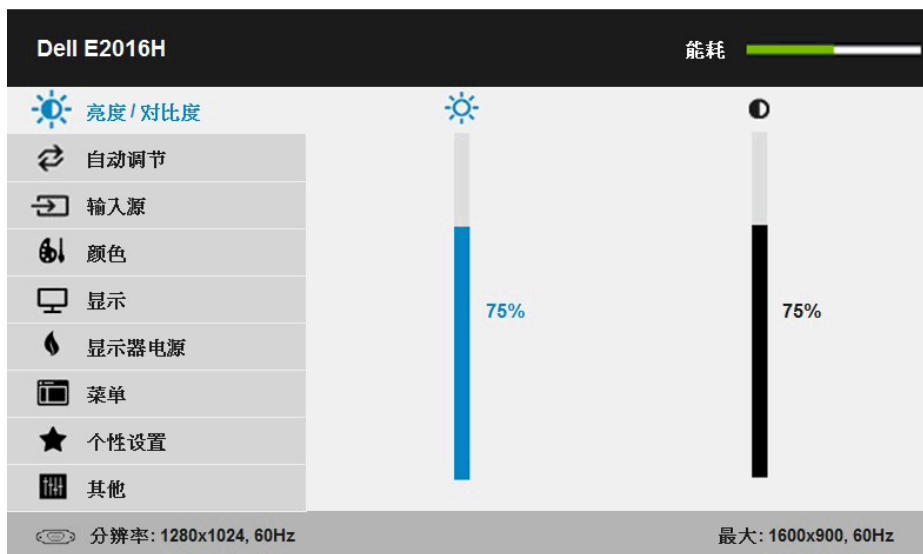 Dell E2016H
能耗
亮度 / 对比度
自动调节
输入源
颜色
显示
显示器电源
菜单
个性设置
其他
75%
75%
分辨率: 1280x1024, 60Hz
最大: 1600x900, 60Hz